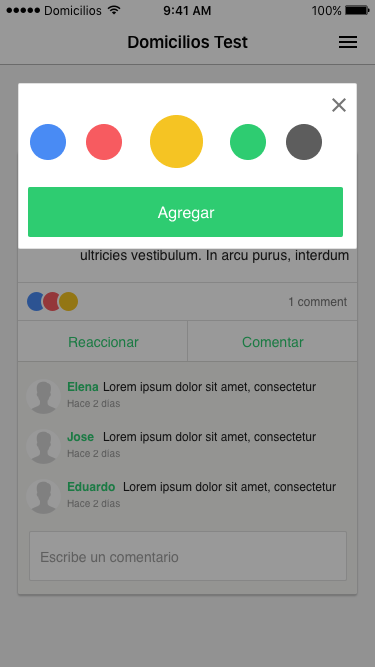 Domicilios 9:41 AM 100%
Domicilios Test
Agregar
ultricies vestibulum. In arcu purus, interdum
1 comment
Reaccionar Comentar
Elena Lorem ipsum dolor sit amet, consectetur
Hace 2 días
Jose Lorem ipsum dolor sit amet, consectetur
Hace 2 días
Eduardo Lorem ipsum dolor sit amet, consectetur
Hace 2 días
Escribe un comentario